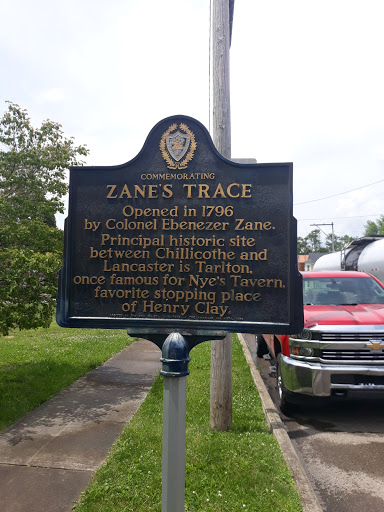 COMMEMORATING
ZANE'S TRACE
Opened in 1796
by Colonel Ebenezer Zane.
Principal historic site
between Chillicothe and
Lancaster is Tarlton,
once famous for Nye's Tavern,
favorite stopping place
of Henry Clay.